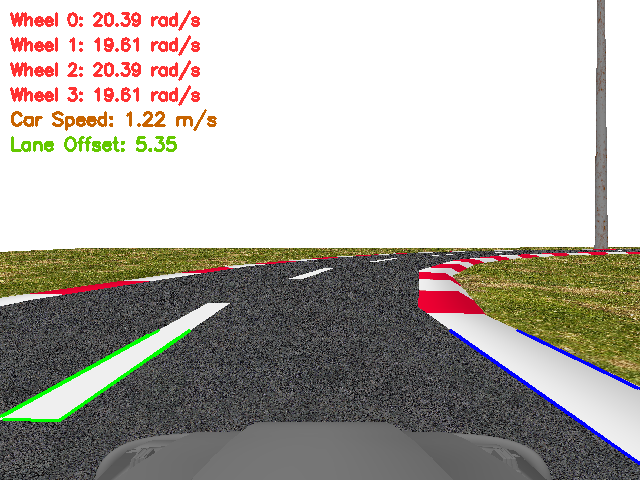 Wheel 0: 20.39 rad/s
Wheel 1: 19.61 rad/s
Wheel 2: 20.39 rad/s
Wheel 3: 19.61 rad/s
Car Speed: 1.22 m/s
Lane Offset: 5.35